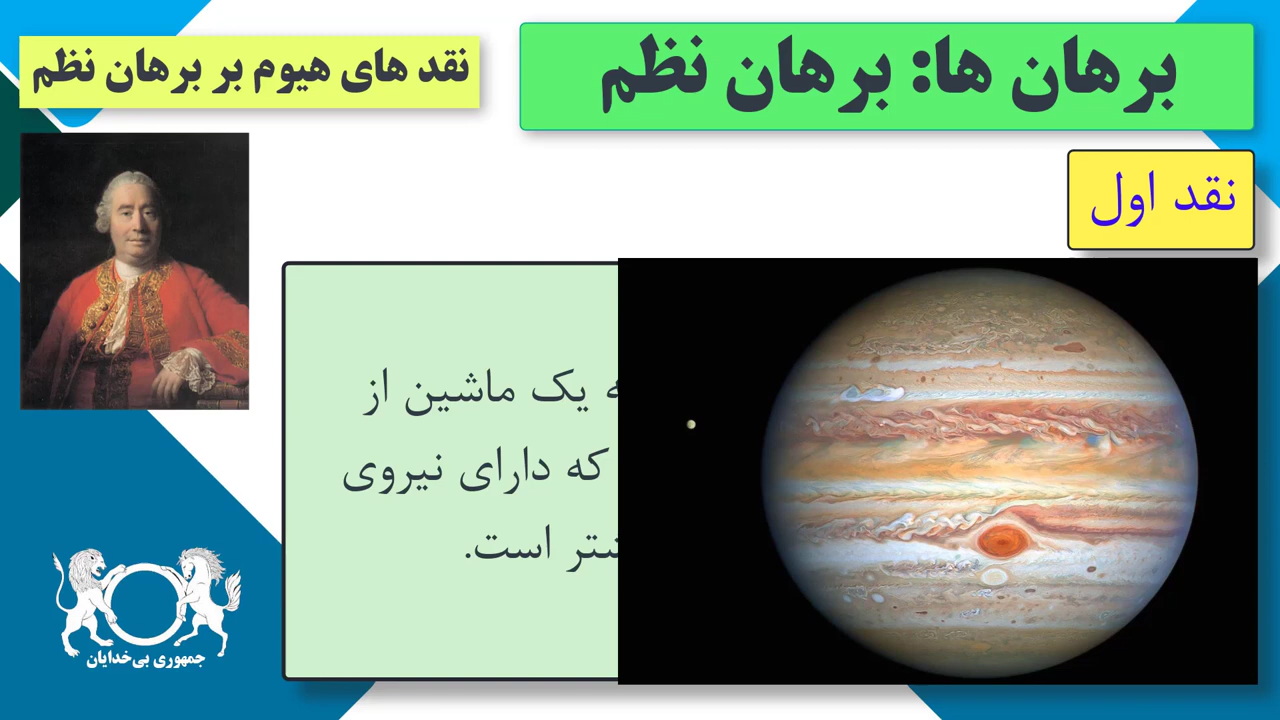 برهان ها: برهان نظم
نقد های هیوم بر برهان نظم
نقد اول
یک ماشین از
که دارای نیروی
است.
جمهوری بی‌خدایان